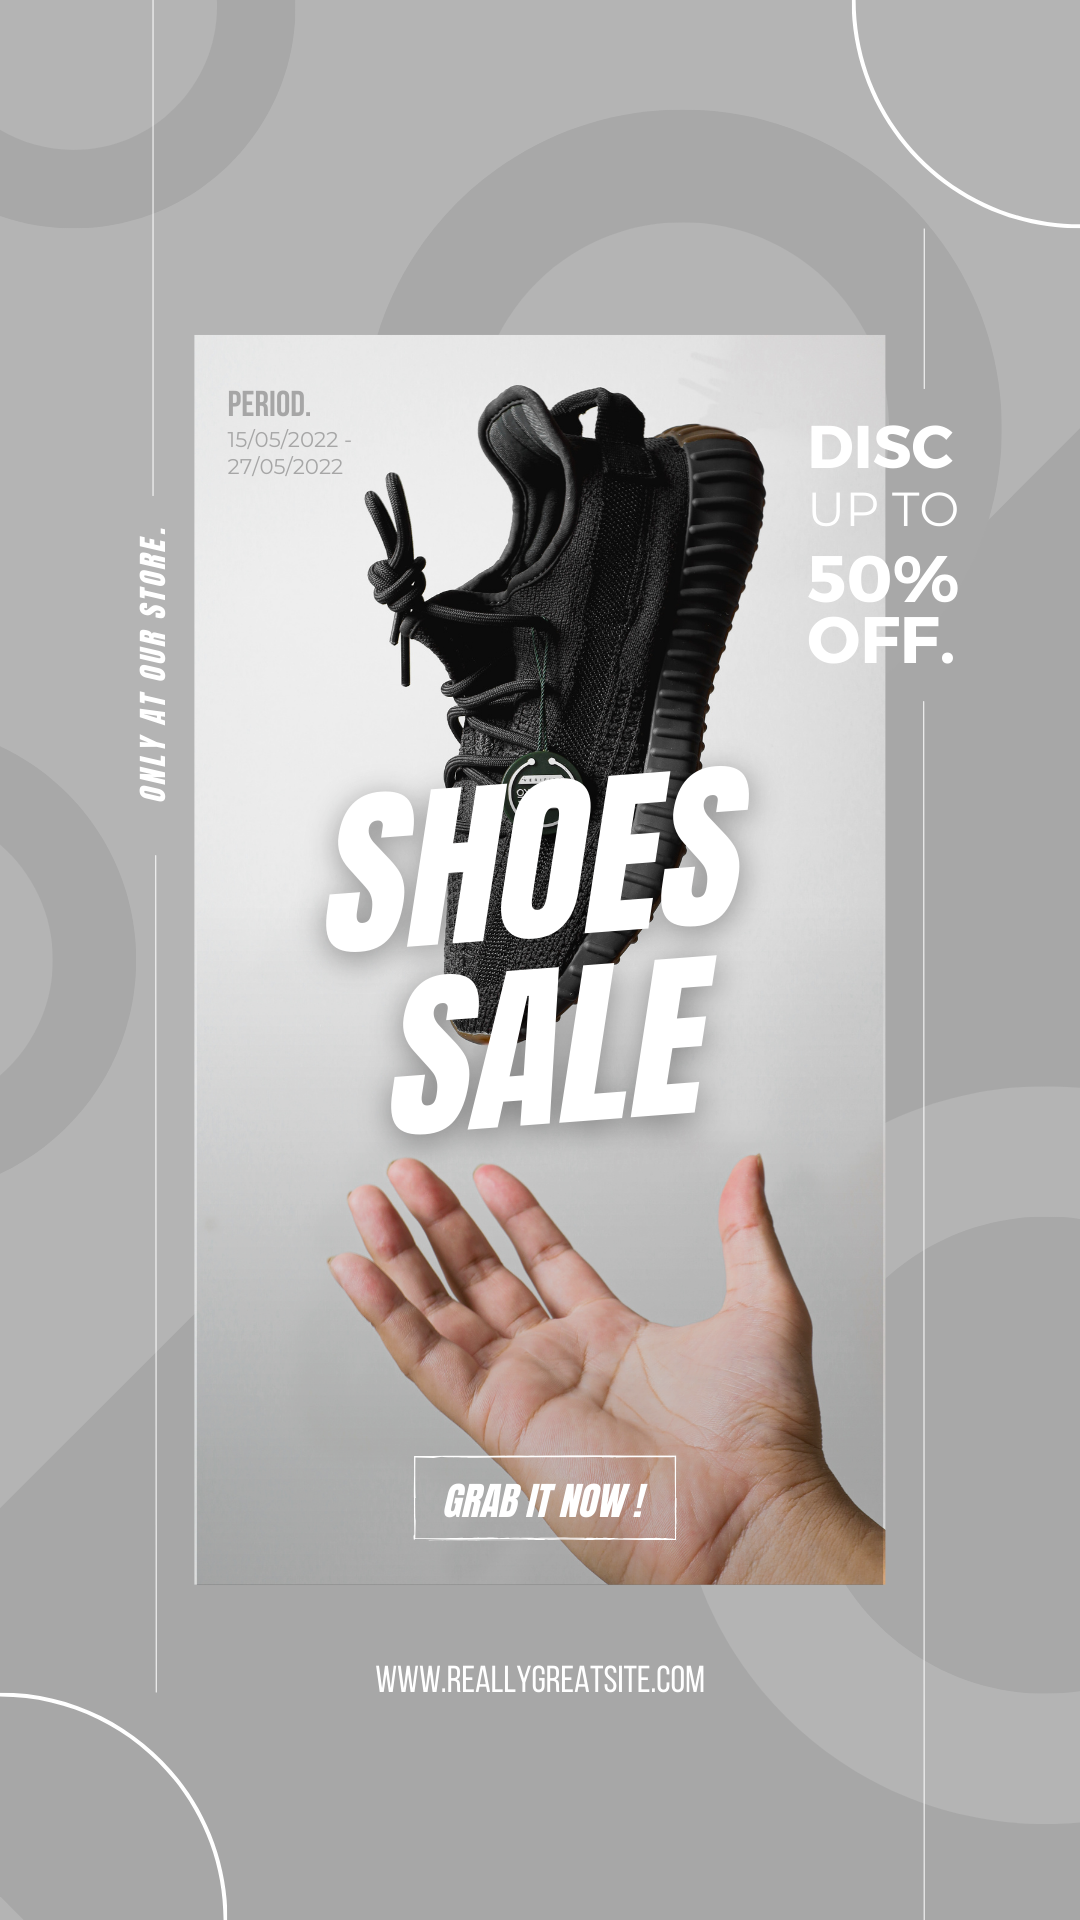 PERIOD.
15/05/2022 -
27/05/2022
DISC
UP TO
50%
OFF.
ONLY AT OUR STORE.
SHOES
SALE
GRAB IT NOW !
WWW.REALLYGREATSITE.COM